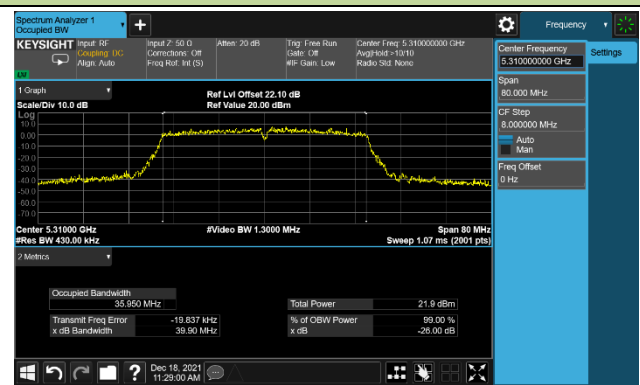 Spectrum Analyzer 1
Occupied BW
Frequency
KEYSIGHT
Input: RF
Coupling: DC
Align: Auto
Input Z: 50 Ω
Corrections: Off
Freq Ref: Int (S)
Atten: 20 dB
Trig: Free Run
Gate: Off
#IF Gain: Low
Center Freq: 5.310000000 GHz
Avg|Hold:>10/10
Radio Std: None
LNI
Center Frequency
5.310000000 GHz
Settings
Span
80.000 MHz
CF Step
8.000000 MHz
Auto
Man
Freq Offset
0 Hz
1 Graph
Scale/Div 10.0 dB
Ref Lvl Offset 22.10 dB
Ref Value 20.00 dBm
Log
10.0
0.00
-10.0
-20.0
-30.0
-40.0
-50.0
-60.0
-70.0
Center 5.31000 GHz
#Res BW 430.00 kHz
#Video BW 1.3000 MHz
Span 80 MHz
Sweep 1.07 ms (2001 pts)
2 Metrics
Occupied Bandwidth
35.950 MHz
Total Power 21.9 dBm
Transmit Freq Error -19.837 kHz
% of OBW Power 99.00 %
x dB Bandwidth 39.90 MHz
x dB -26.00 dB
?
Dec 18, 2021
11:29:00 AM